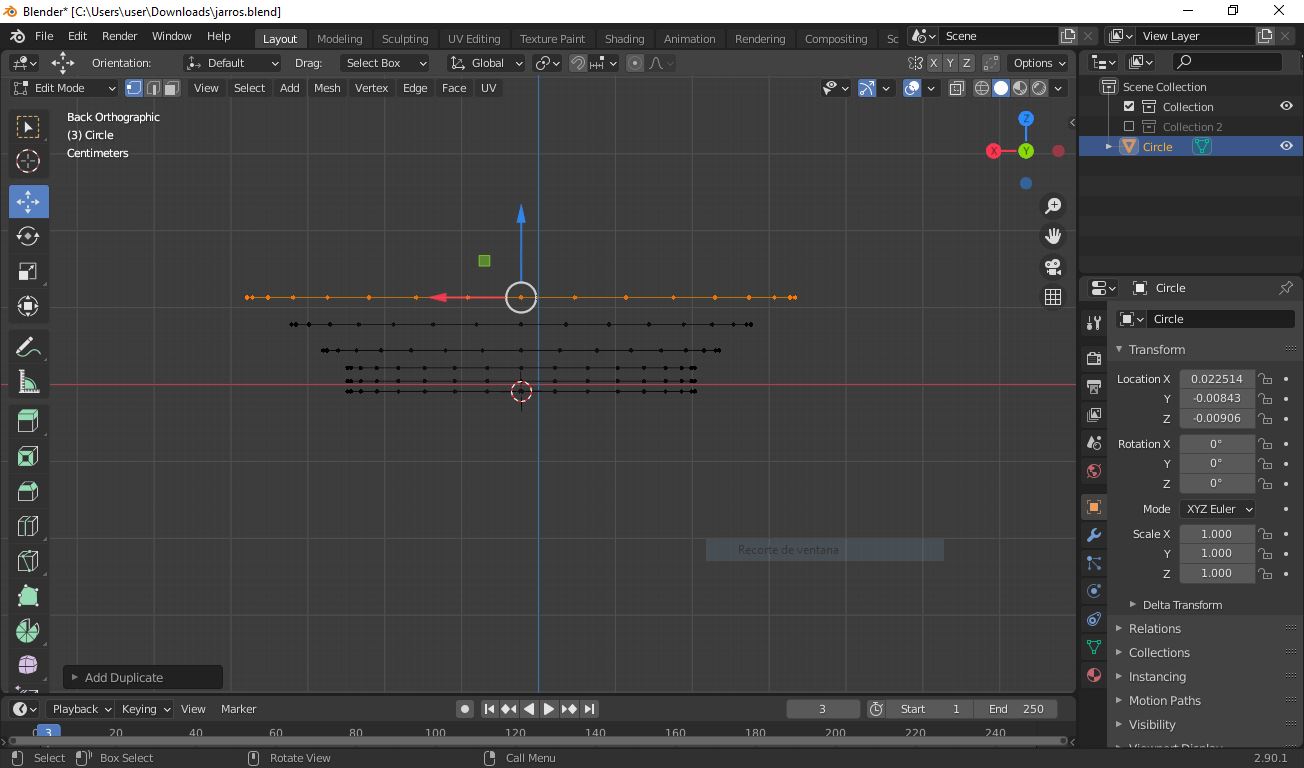 Blender* [C:\Users\user\Downloads\jarros.blend]
File Edit Render Window Help Layout Modeling Sculpting UV Editing Texture Paint Shading Animation Rendering Compositing Sc Scene View Layer
Orientation: Default Drag: Select Box Global X Y Z Options
Edit Mode View Select Add Mesh Vertex Edge Face UV
Back Orthographic
(3) Circle
Centimeters
Z
X Y
Recorte de ventana
Add Duplicate
Scene Collection
Collection
Collection 2
Circle
Circle
Circle
Transform
Location X 0.022514
Y -0.00843
Z -0.00906
Rotation X 0°
Y 0°
Z 0°
Mode XYZ Euler
Scale X 1.000
Y 1.000
Z 1.000
Delta Transform
Relations
Collections
Instancing
Motion Paths
Visibility
Viewport Display
Playback Keying View Marker 3 Start 1 End 250
3 20 40 60 80 100 120 140 160 180 200 220 240
Select Box Select Rotate View Call Menu 2.90.1